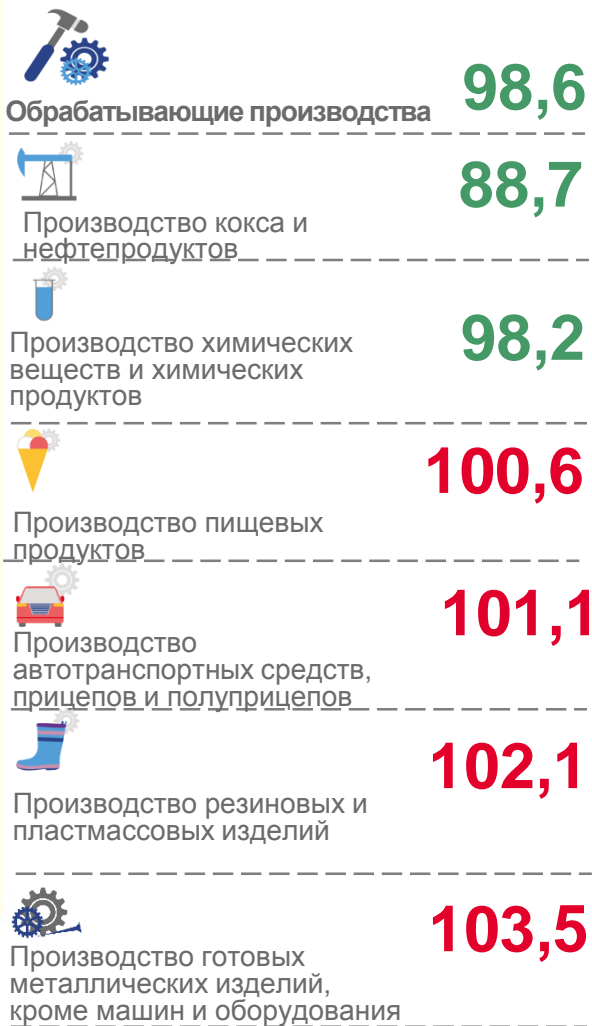 98,6
Обрабатывающие производства
88,7
Производство кокса и
нефтепродуктов
98,2
Производство химических
веществ и химических
продуктов
100,6
Производство пищевых
продуктов
101,1
Производство
автотранспортных средств,
прицепов и полуприцепов
102,1
Производство резиновых и
пластмассовых изделий
103,5
Производство готовых
металлических изделий,
кроме машин и оборудования